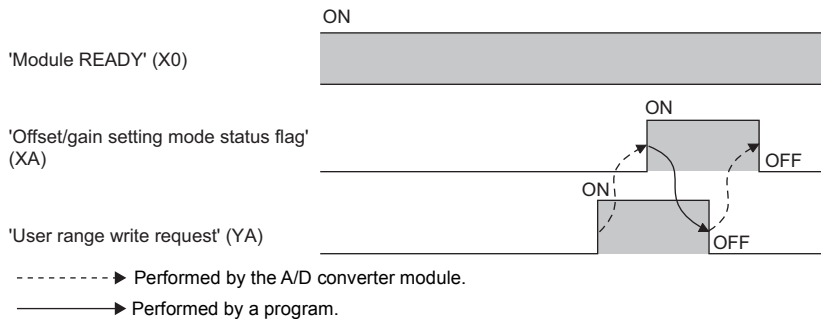 ON
'Module READY' (X0)
ON
'Offset/gain setting mode status flag'
(XA)
OFF
ON
'User range write request' (YA)
OFF
Performed by the A/D converter module.
Performed by a program.